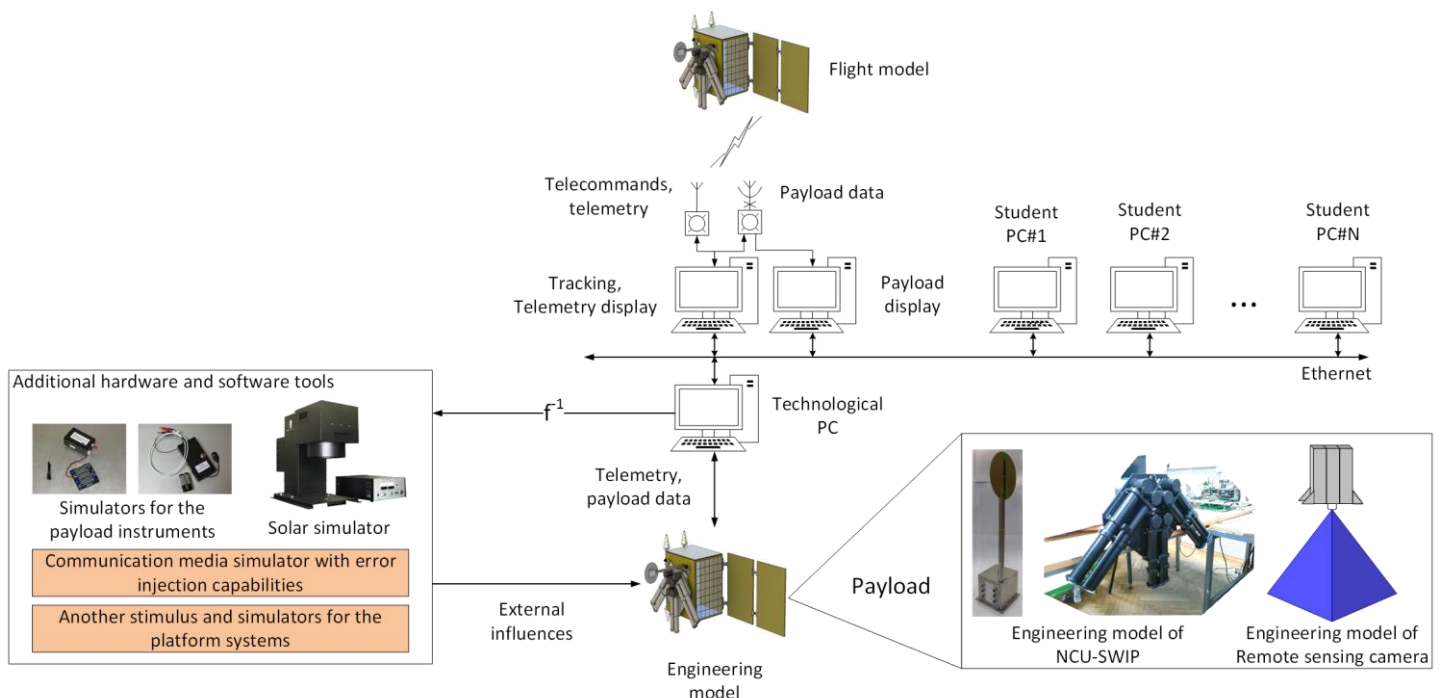 Flight model
Telecommands,
telemetry
Payload data
Student
PC#1
Student
PC#2
Student
PC#N
Tracking,
Telemetry display
Payload
display
...
Ethernet
Additional hardware and software tools
f⁻¹
Technological
PC
Simulators for the
payload instruments
Solar simulator
Telemetry,
payload data
Communication media simulator with error
injection capabilities
Another stimulus and simulators for the
platform systems
External
influences
Engineering
model
Payload
Engineering model of
NCU-SWIP
Engineering model of
Remote sensing camera